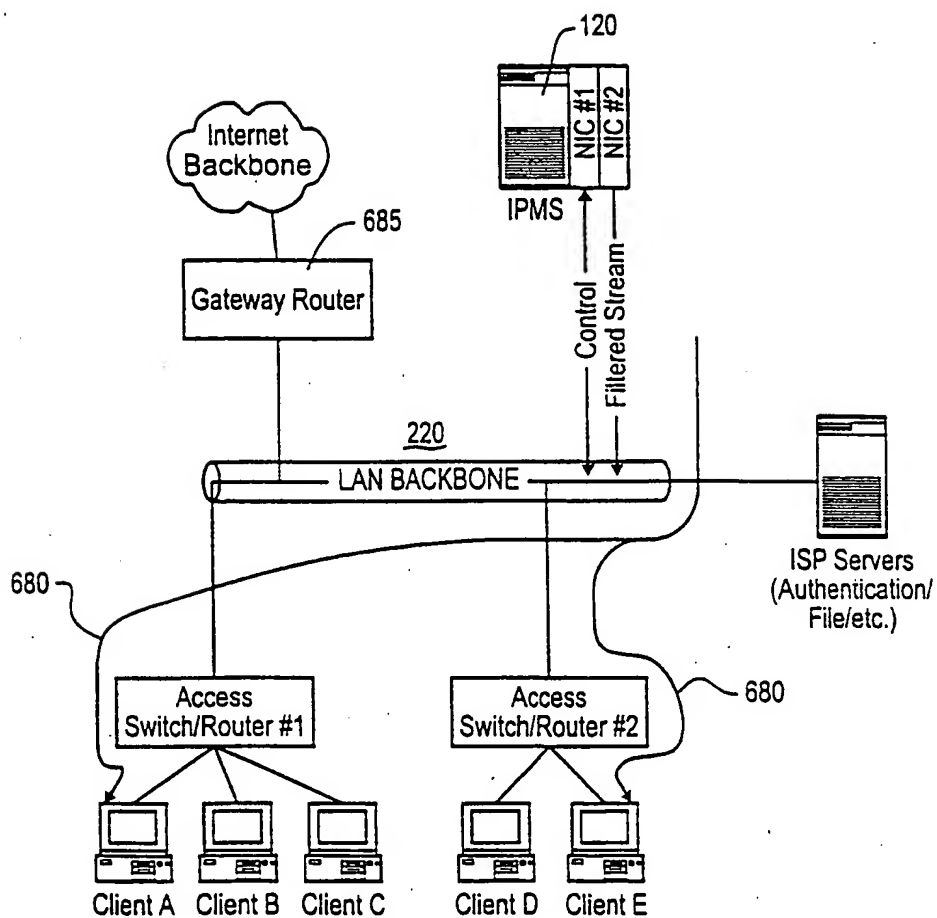 120
Internet
Backbone
NIC #1
NIC #2
IPMS
685
Gateway Router
Control
Filtered Stream
220
LAN BACKBONE
ISP Servers
(Authentication/
File/etc.)
680
680
Access
Switch/Router #1
Access
Switch/Router #2
Client A
Client B
Client C
Client D
Client E